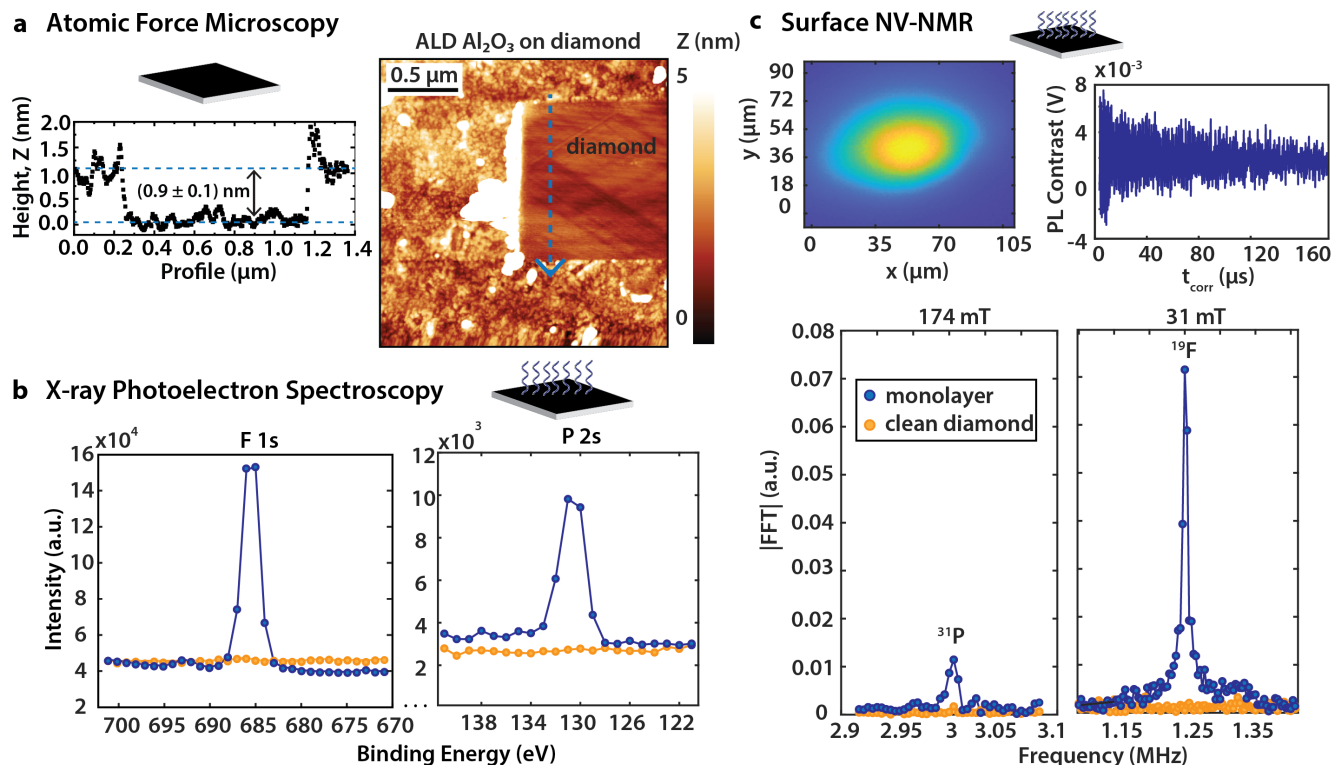 a Atomic Force Microscopy
ALD Al₂O₃ on diamond
Z (nm)
5
0
0.5 µm
diamond
Height, Z (nm)
2.0
1.5
1.0
0.5
0.0
(0.9 ± 0.1) nm
0.0 0.2 0.4 0.6 0.8 1.0 1.2 1.4
Profile (µm)
b X-ray Photoelectron Spectroscopy
x10⁴
F 1s
Intensity (a.u.)
16
14
12
10
8
6
4
2
700 695 690 685 680 675 670
x10³
P 2s
12
10
8
6
4
2
...
138 134 130 126 122
Binding Energy (eV)
c Surface NV-NMR
y (µm)
90
72
54
36
18
0
0 35 70 105
x (µm)
x10⁻³
PL Contrast (V)
8
4
0
-4
0 40 80 120 160
t_corr (µs)
174 mT
31 mT
|FFT| (a.u.)
0.08
0.07
0.06
0.05
0.04
0.03
0.02
0.01
0
monolayer
clean diamond
³¹P
¹⁹F
2.9 2.95 3 3.05 3.1
1.15 1.25 1.35
Frequency (MHz)